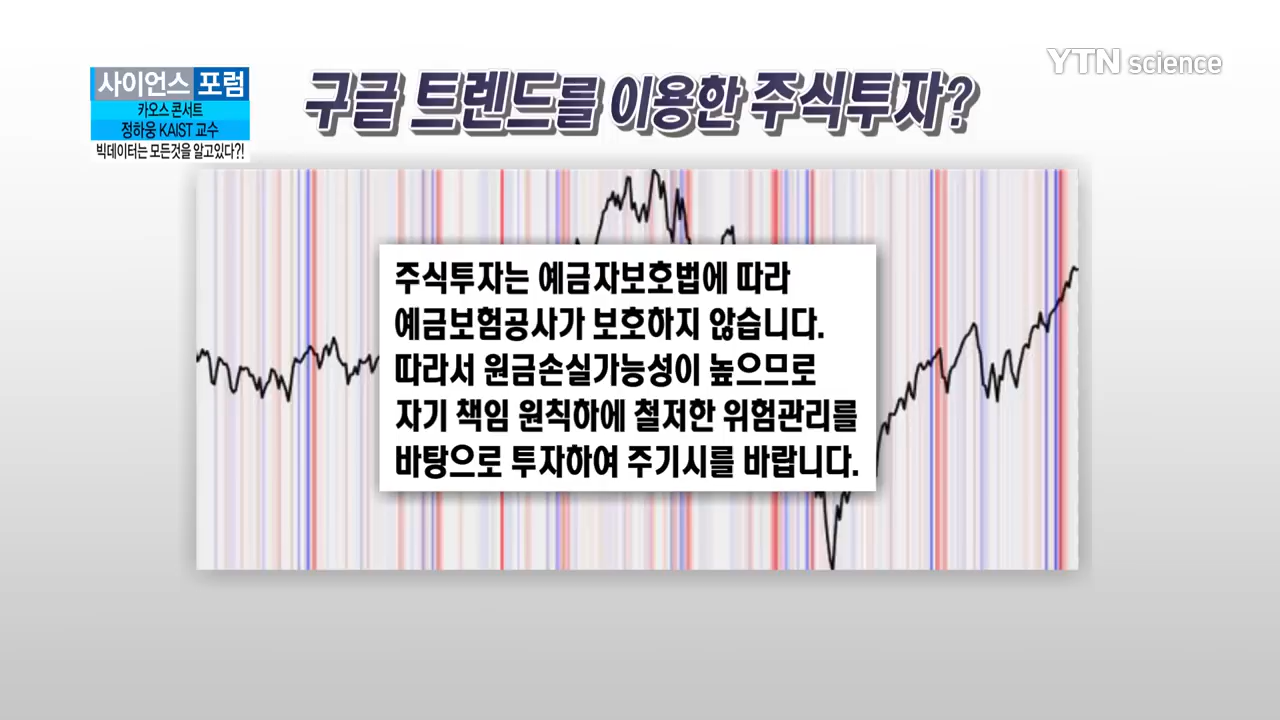 YTN science
사이언스 포럼
카오스 콘서트
정하웅 KAIST 교수
빅데이터는 모든것을 알고있다?!
구글 트렌드를 이용한 주식투자?
주식투자는 예금자보호법에 따라
예금보험공사가 보호하지 않습니다.
따라서 원금손실가능성이 높으므로
자기 책임 원칙하에 철저한 위험관리를
바탕으로 투자하여 주기시를 바랍니다.